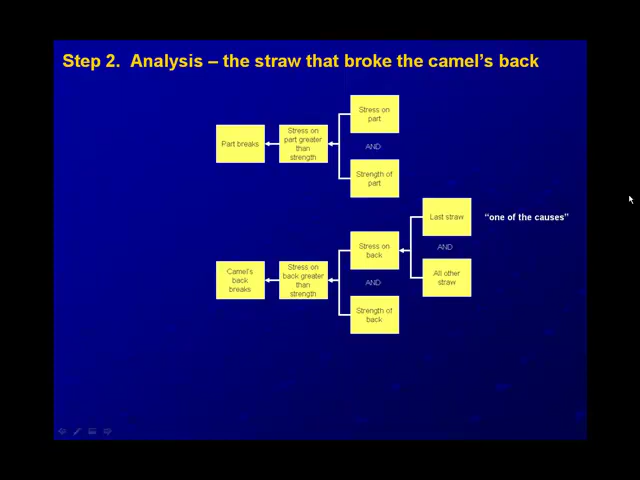 Step 2.  Analysis – the straw that broke the camel's back
Stress on
part
Part breaks
Stress on
part greater
than
strength
AND
Strength of
part
Last straw
"one of the causes"
Stress on
back
AND
All other
straw
Camel's
back
breaks
Stress on
back greater
than
strength
AND
Strength of
back